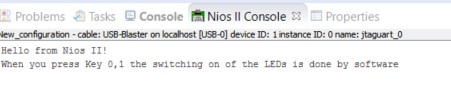 Problems Tasks Console Nios II Console Properties
New_configuration - cable: USB-Blaster on localhost [USB-0] device ID: 1 instance ID: 0 name: jtaguart_0
Hello from Nios II!
When you press Key 0,1 the switching on of the LEDs is done by software